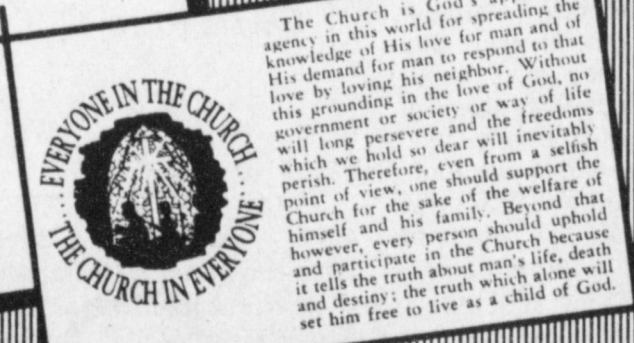 EVERYONE IN THE CHURCH...
...THE CHURCH IN EVERYONE
The Church is God's
agency in this world for spreading the
knowledge of His love for man and of
His demand for man to respond to that
love by loving his neighbor. Without
this grounding in the love of God, no
government or society or way of life
will long persevere and the freedoms
which we hold so dear will inevitably
perish. Therefore, even from a selfish
point of view, one should support the
Church for the sake of the welfare of
himself and his family. Beyond that
however, every person should uphold
and participate in the Church because
it tells the truth about man's life, death
and destiny; the truth which alone will
set him free to live as a child of God.